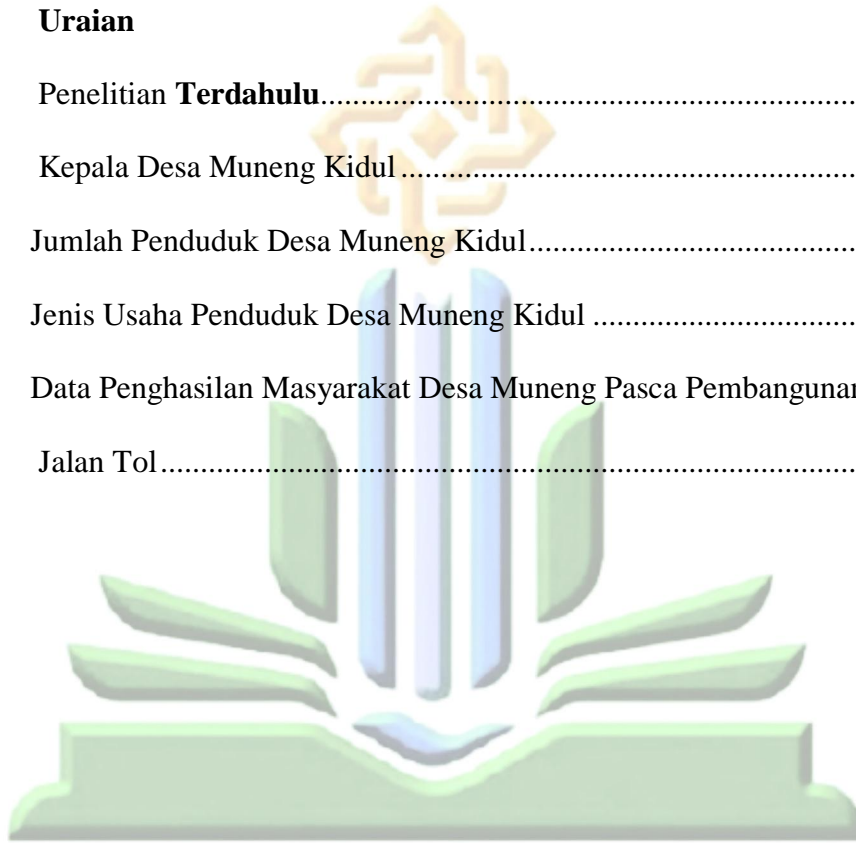 Uraian
Penelitian Terdahulu....................................................................
Kepala Desa Muneng Kidul.........................................................
Jumlah Penduduk Desa Muneng Kidul.........................................
Jenis Usaha Penduduk Desa Muneng Kidul .................................
Data Penghasilan Masyarakat Desa Muneng Pasca Pembangunan
Jalan Tol.......................................................................................